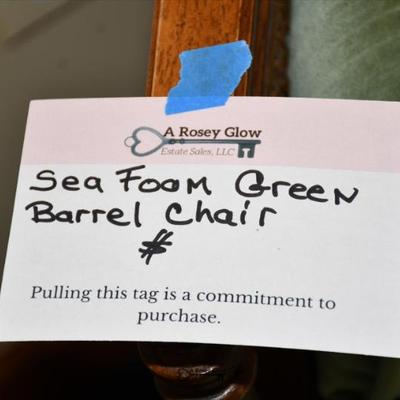 A Rosey Glow
Estate Sales, LLC
Sea Foam Green
Barrel Chair
$
Pulling this tag is a commitment to
purchase.